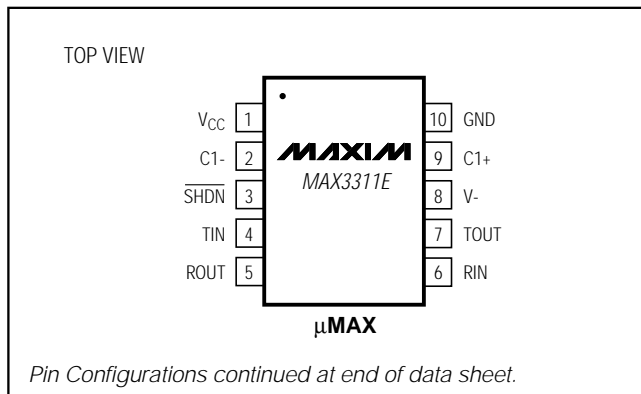 TOP VIEW
VCC 1
C1- 2
SHDN 3
TIN 4
ROUT 5
MAXIM
MAX3311E
10 GND
9 C1+
8 V-
7 TOUT
6 RIN
µMAX
Pin Configurations continued at end of data sheet.